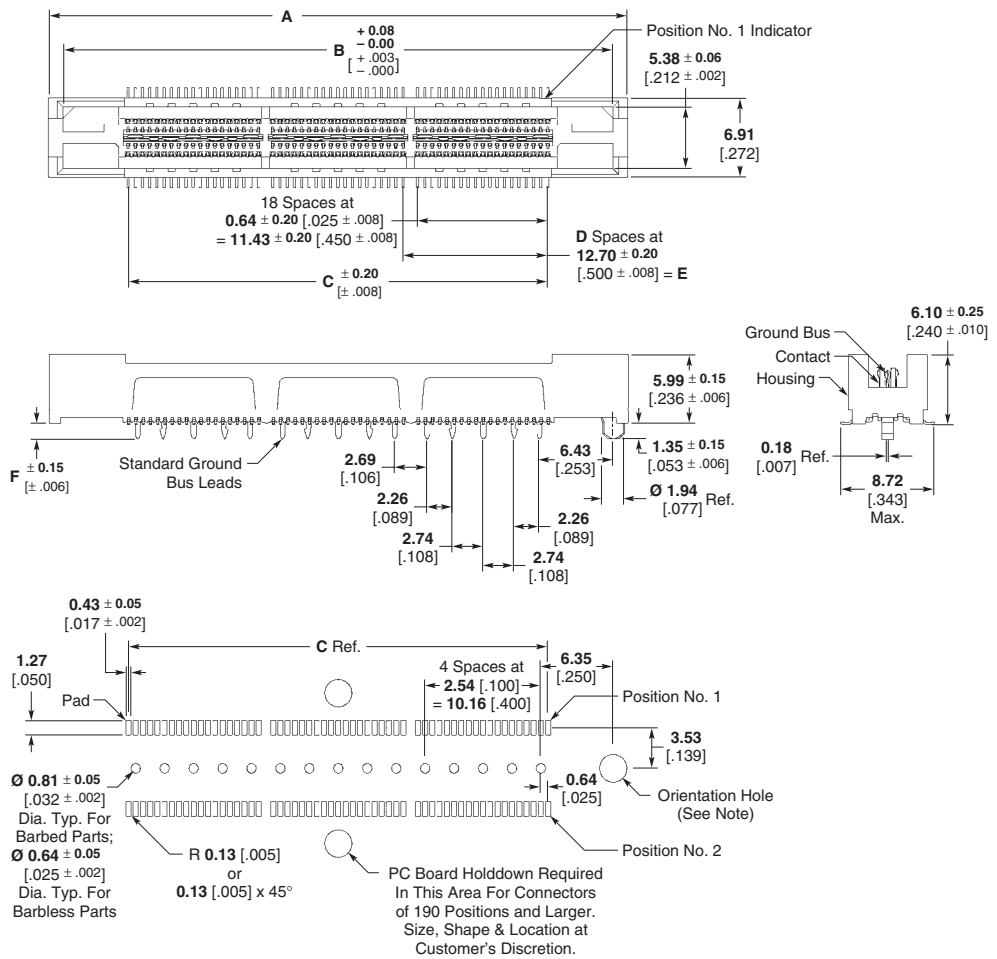 A
+ 0.08
B – 0.00
[ + .003 ]
– .000
Position No. 1 Indicator
5.38 ± 0.06
[.212 ± .002]
6.91
[.272]
18 Spaces at
0.64 ± 0.20 [.025 ± .008]
= 11.43 ± 0.20 [.450 ± .008]
D Spaces at
12.70 ± 0.20
[.500 ± .008] = E
C ± 0.20
[± .008]
6.10 ± 0.25
[.240 ± .010]
Ground Bus
Contact
Housing
5.99 ± 0.15
[.236 ± .006]
F ± 0.15
[± .006]
Standard Ground
Bus Leads
2.69
[.106]
6.43
[.253]
1.35 ± 0.15
[.053 ± .006]
0.18
[.007] Ref.
2.26
[.089]
Ø 1.94
[.077] Ref.
8.72
[.343]
Max.
2.74
[.108]
2.26
[.089]
2.74
[.108]
0.43 ± 0.05
[.017 ± .002]
C Ref.
1.27
[.050]
Pad
4 Spaces at
2.54 [.100]
= 10.16 [.400]
6.35
[.250]
Position No. 1
3.53
[.139]
Ø 0.81 ± 0.05
[.032 ± .002]
Dia. Typ. For
Barbed Parts;
Ø 0.64 ± 0.05
[.025 ± .002]
Dia. Typ. For
Barbless Parts
0.64
[.025]
Orientation Hole
(See Note)
R 0.13 [.005]
or
0.13 [.005] x 45°
Position No. 2
PC Board Holddown Required
In This Area For Connectors
of 190 Positions and Larger.
Size, Shape & Location at
Customer's Discretion.